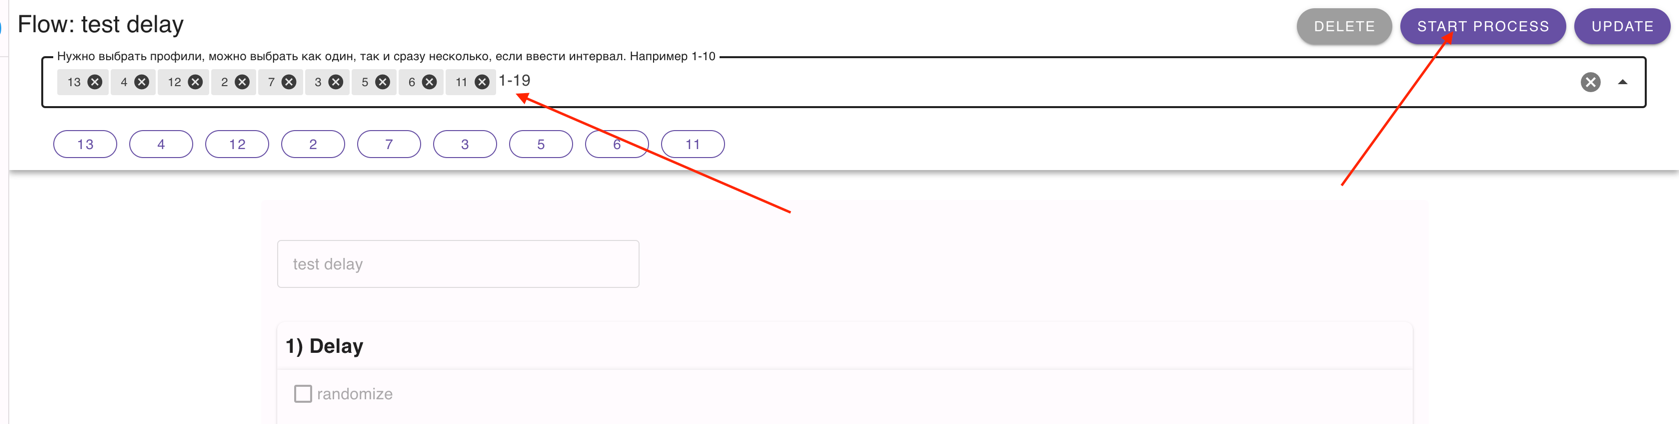 Flow: test delay
DELETE
START PROCESS
UPDATE
Нужно выбрать профили, можно выбрать как один, так и сразу несколько, если ввести интервал. Например 1-10
13 4 12 2 7 3 5 6 11 1-19
13 4 12 2 7 3 5 6 11
test delay
1) Delay
randomize